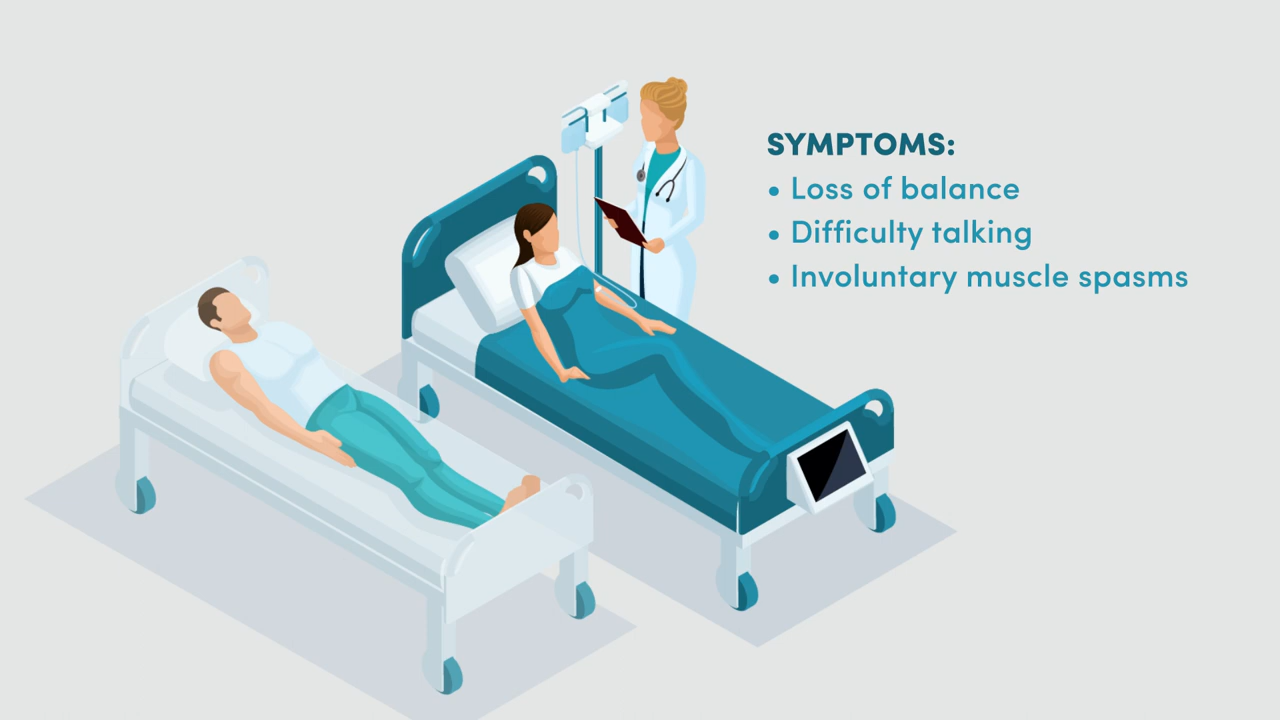 SYMPTOMS:
• Loss of balance
• Difficulty talking
• Involuntary muscle spasms